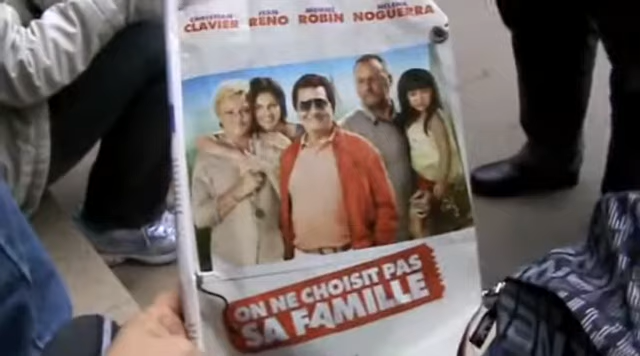 CHRISTIAN JEAN MURIEL HELENA
CLAVIER RENO ROBIN NOGUERRA
ON NE CHOISIT PAS
SA FAMILLE